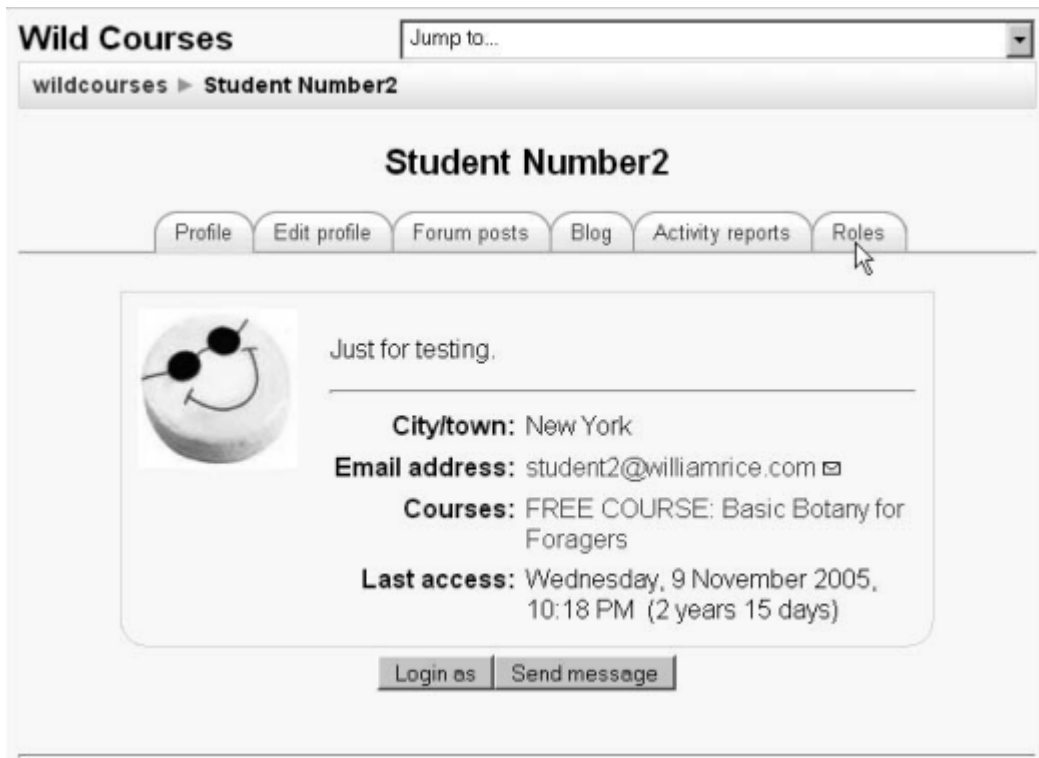 Wild Courses
Jump to...
wildcourses ► Student Number2
Student Number2
Profile
Edit profile
Forum posts
Blog
Activity reports
Roles
Just for testing.
City/town: New York
Email address: student2@williamrice.com
Courses: FREE COURSE: Basic Botany for
Foragers
Last access: Wednesday, 9 November 2005,
10:18 PM (2 years 15 days)
Login as
Send message